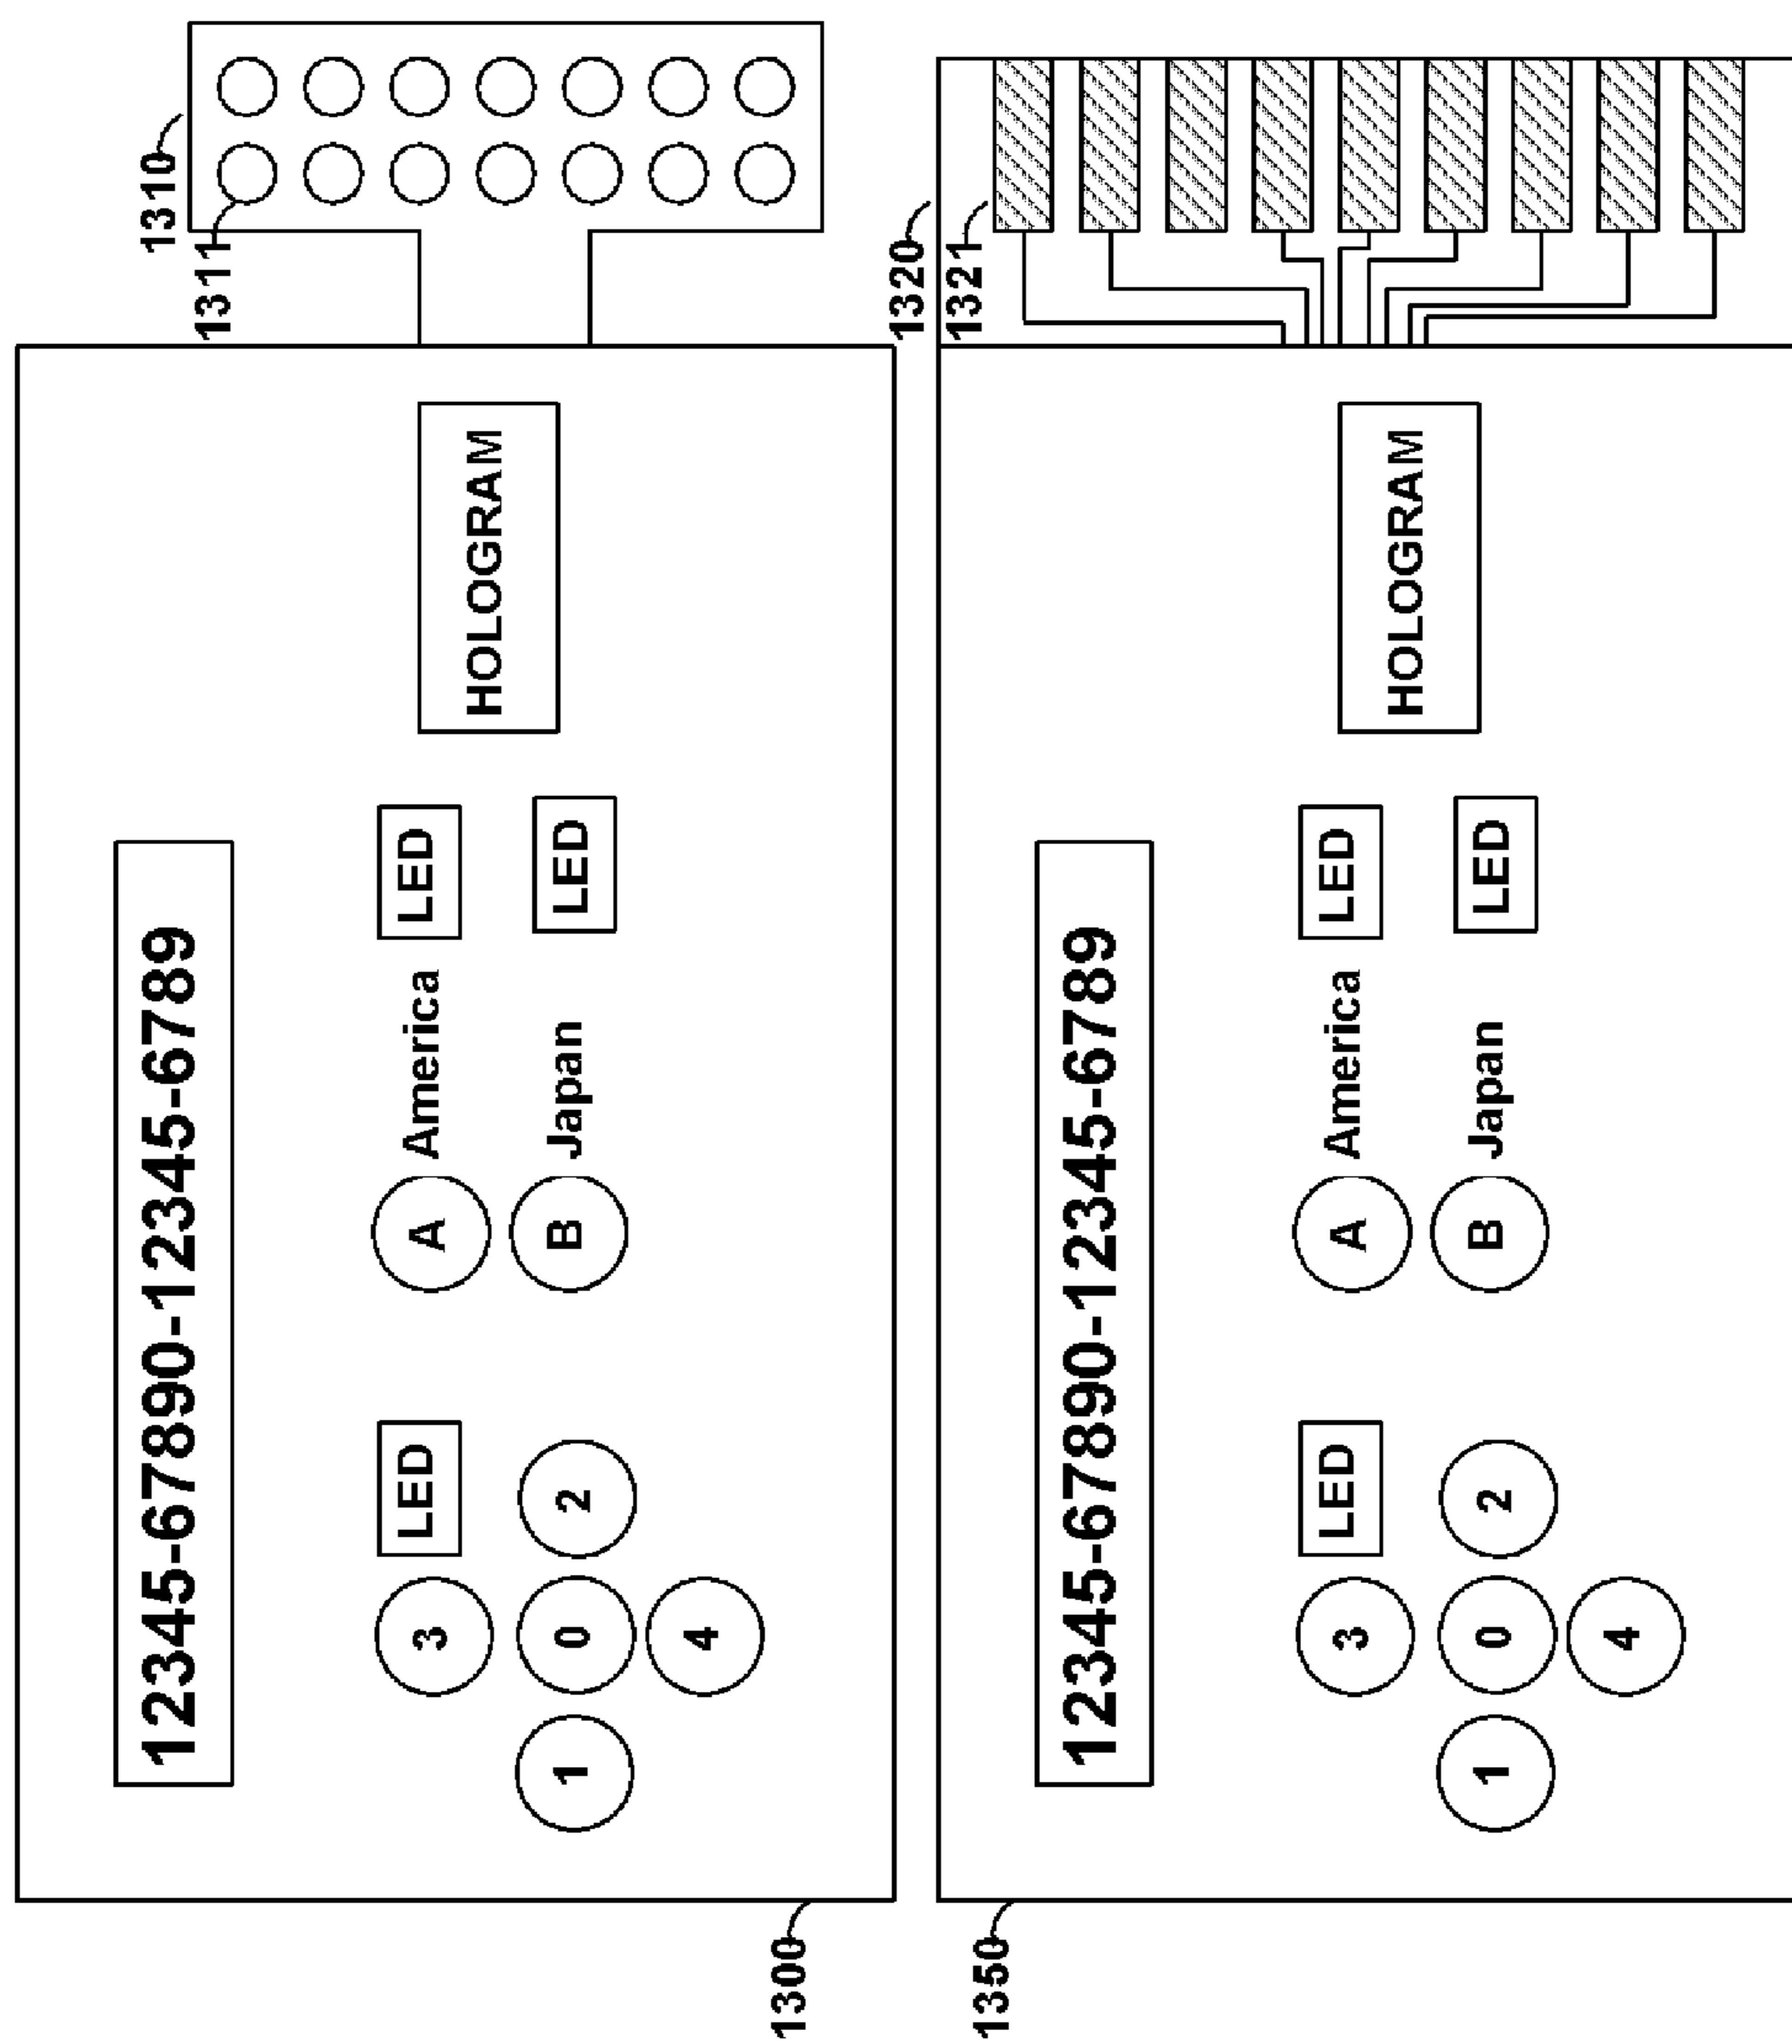 12345-67890-12345-6789
1310
1311
3 LED A America LED
HOLOGRAM
1 0 2 B Japan LED
4
1300
1320
1321
1350
12345-67890-12345-6789
3 LED A America LED
HOLOGRAM
1 0 2 B Japan LED
4